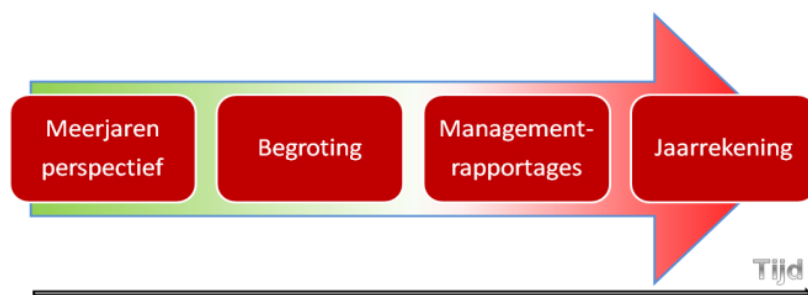 Meerjaren
perspectief
Begroting
Management-
rapportages
Jaarrekening
Tijd